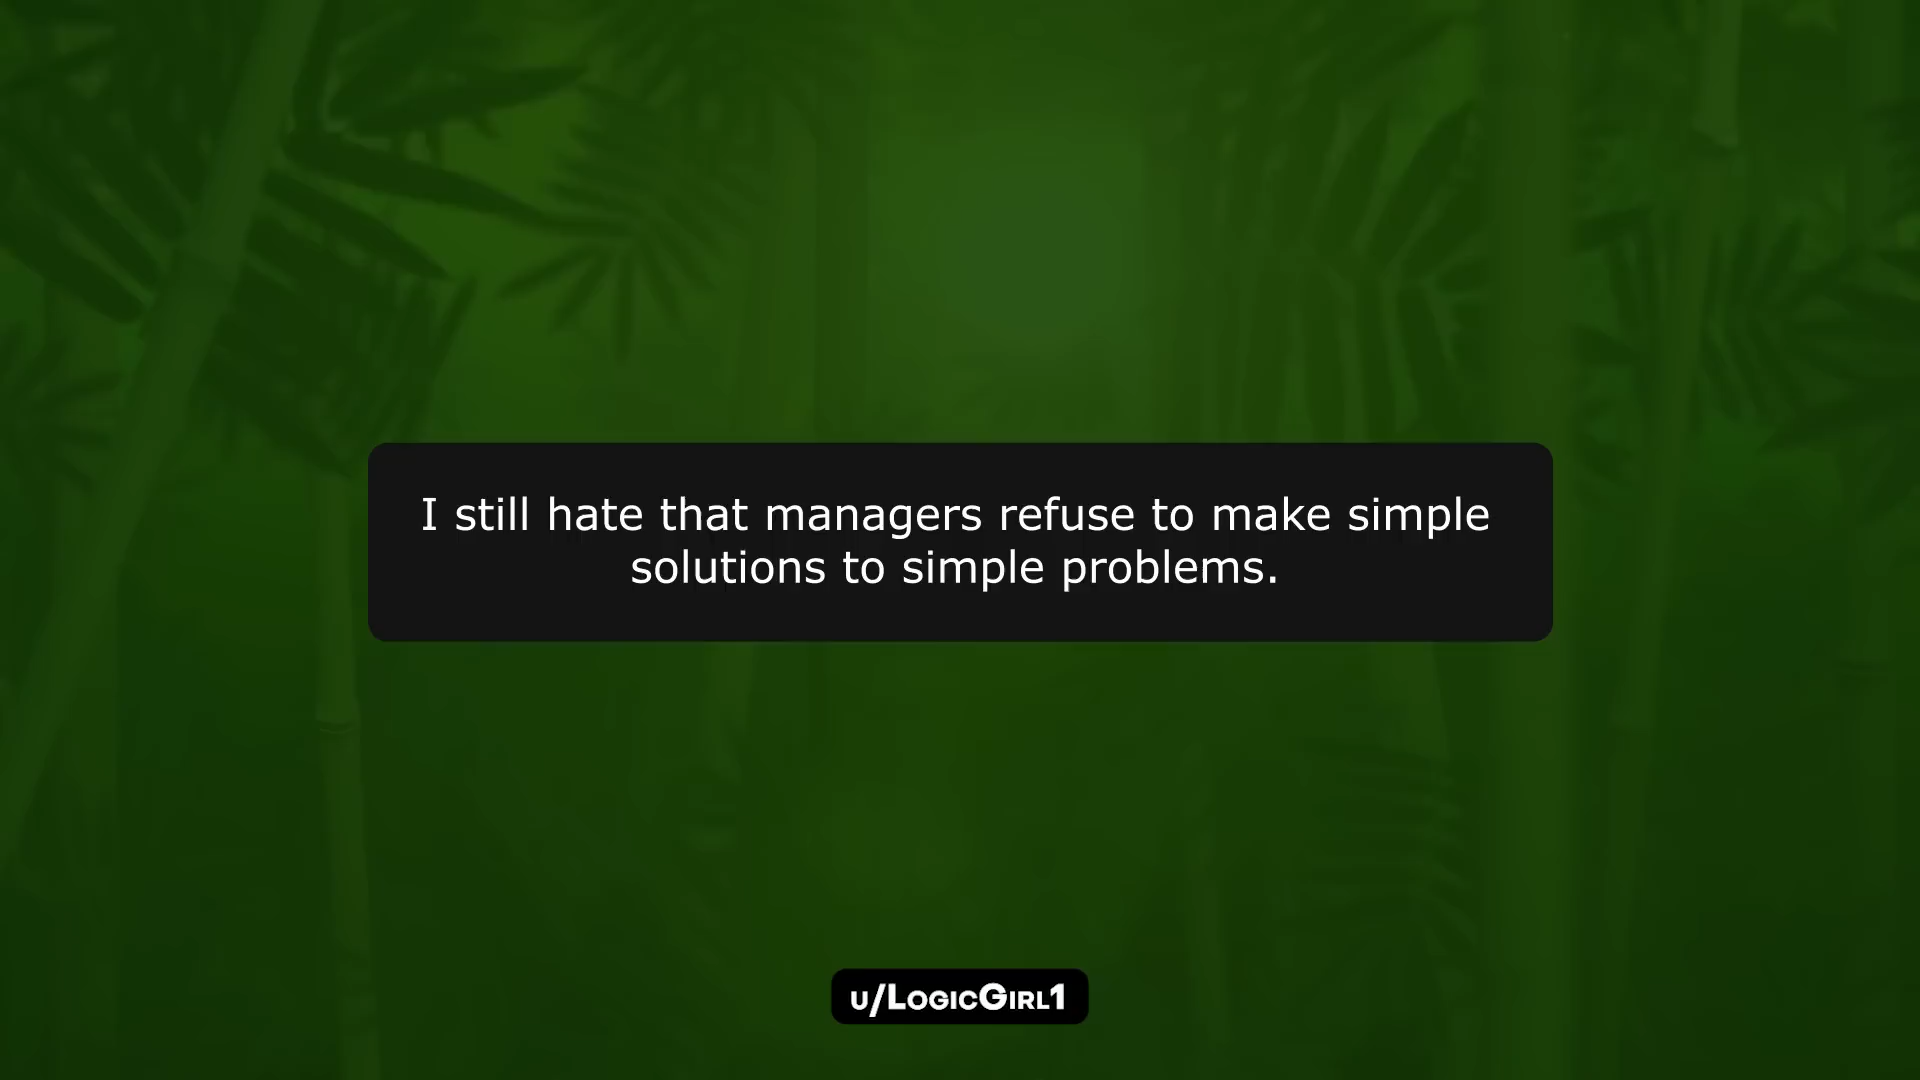 I still hate that managers refuse to make simple
solutions to simple problems.
u/LogicGirl1